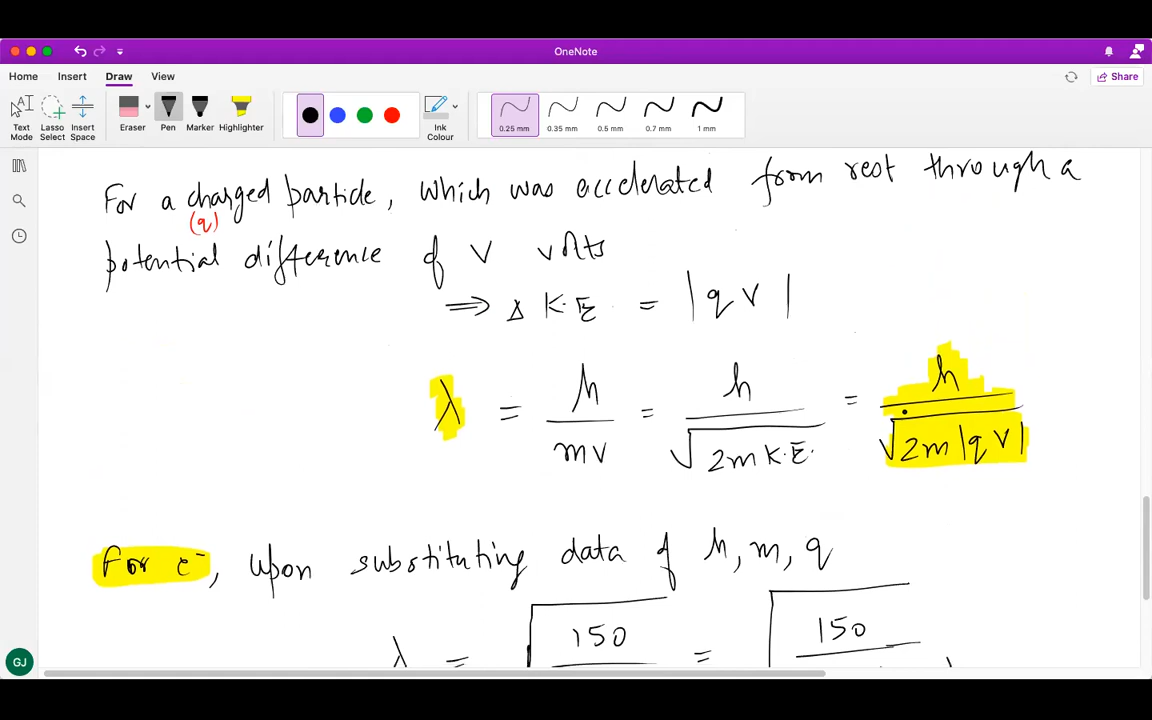 OneNote
Home Insert Draw View
Share
Text Mode
Lasso Select
Insert Space
Eraser
Pen
Marker
Highlighter
Ink Colour
0.25 mm
0.35 mm
0.5 mm
0.7 mm
1 mm
For a charged particle, which was accelerated from rest through a
(q)
potential difference of V volts
⇒ Δ K·E = |qV|
λ = h/mv = h/√(2m K·E·) = h/√(2m|qV|)
For e⁻, upon substituting data of h, m, q
λ = √150 = √150
GJ